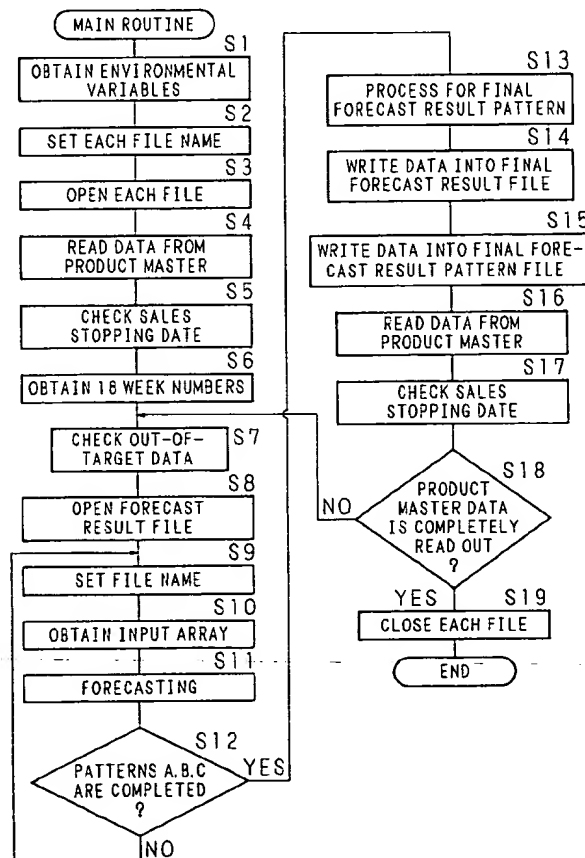 MAIN ROUTINE
S1
OBTAIN ENVIRONMENTAL
VARIABLES
S2
SET EACH FILE NAME
S3
OPEN EACH FILE
S4
READ DATA FROM
PRODUCT MASTER
S5
CHECK SALES
STOPPING DATE
S6
OBTAIN 18 WEEK NUMBERS
S7
CHECK OUT-OF-
TARGET DATA
S8
OPEN FORECAST
RESULT FILE
S9
SET FILE NAME
S10
OBTAIN INPUT ARRAY
S11
FORECASTING
S12
PATTERNS A.B.C
ARE COMPLETED
?
YES
NO
S13
PROCESS FOR FINAL
FORECAST RESULT PATTERN
S14
WRITE DATA INTO FINAL
FORECAST RESULT FILE
S15
WRITE DATA INTO FINAL FORE-
CAST RESULT PATTERN FILE
S16
READ DATA FROM
PRODUCT MASTER
S17
CHECK SALES
STOPPING DATE
S18
PRODUCT
MASTER DATA
IS COMPLETELY
READ OUT
?
NO
YES
S19
CLOSE EACH FILE
END